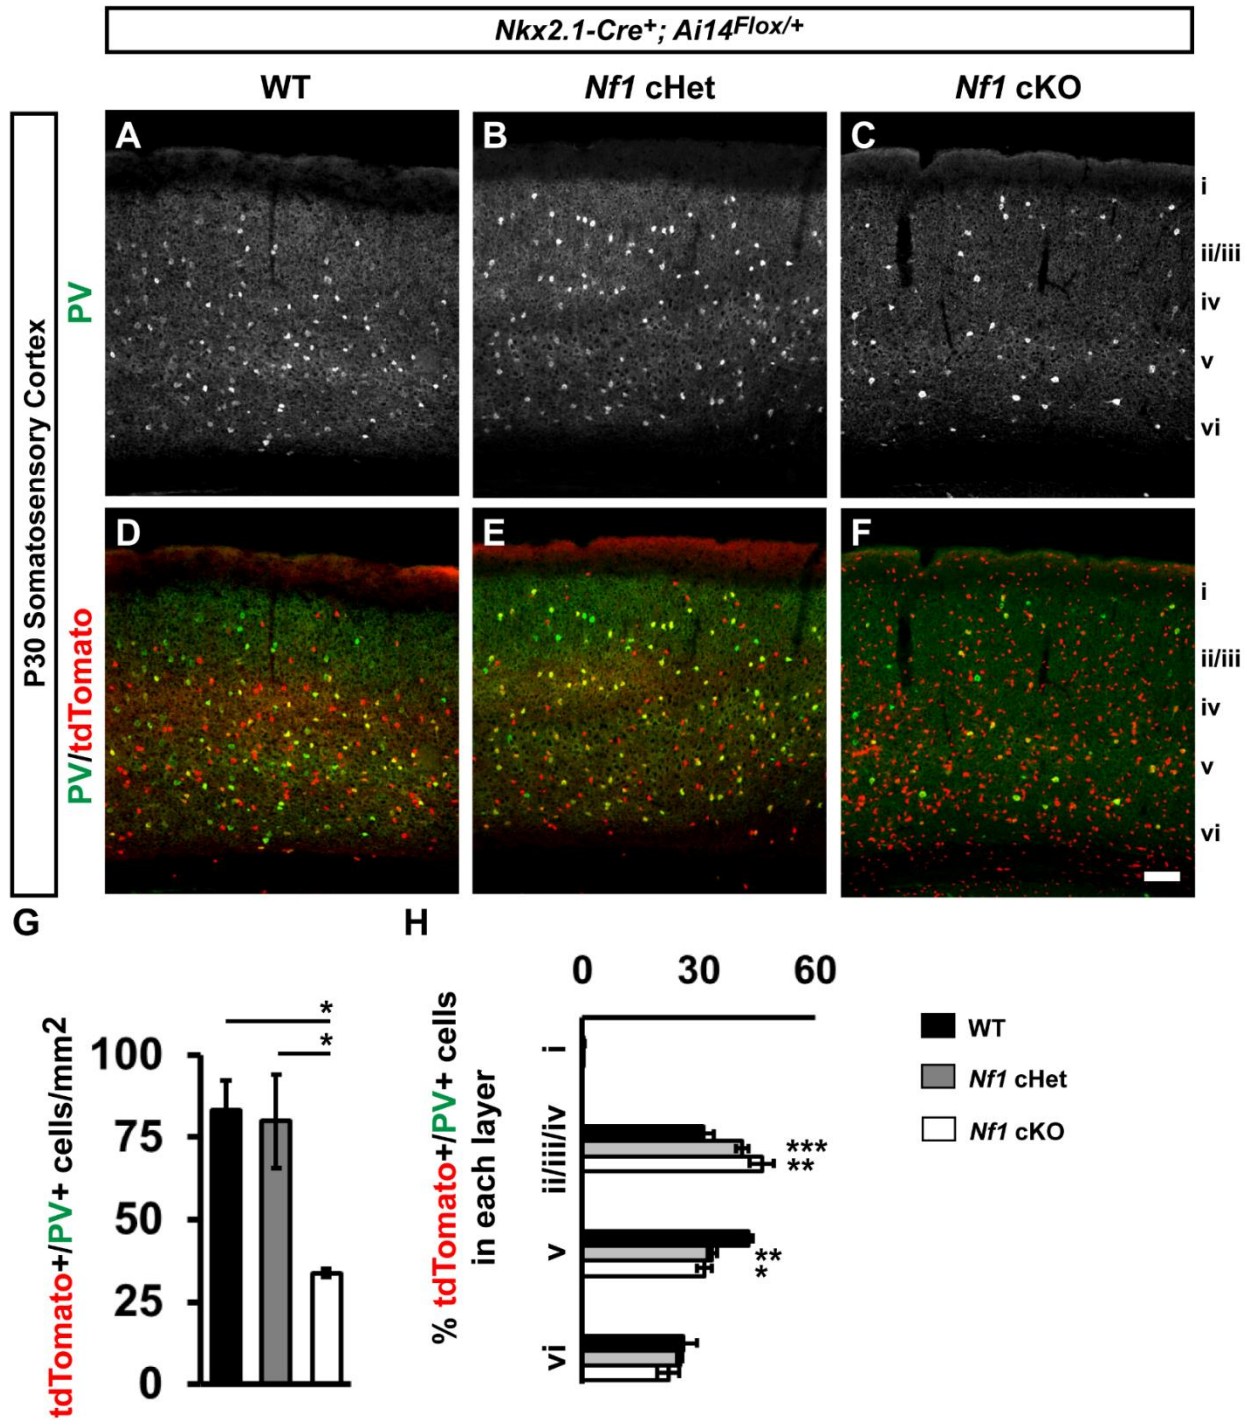 Nkx2.1-Cre+; Ai14Flox/+
WT
Nf1 cHet
Nf1 cKO
P30 Somatosensory Cortex
PV
A
B
C
i
ii/iii
iv
v
vi
PV/tdTomato
D
E
F
i
ii/iii
iv
v
vi
G
H
tdTomato+/PV+ cells/mm2
100
75
50
25
0
*
*
% tdTomato+/PV+ cells
in each layer
0 30 60
i
ii/iii/iv
v
vi
***
**
**
*
WT
Nf1 cHet
Nf1 cKO